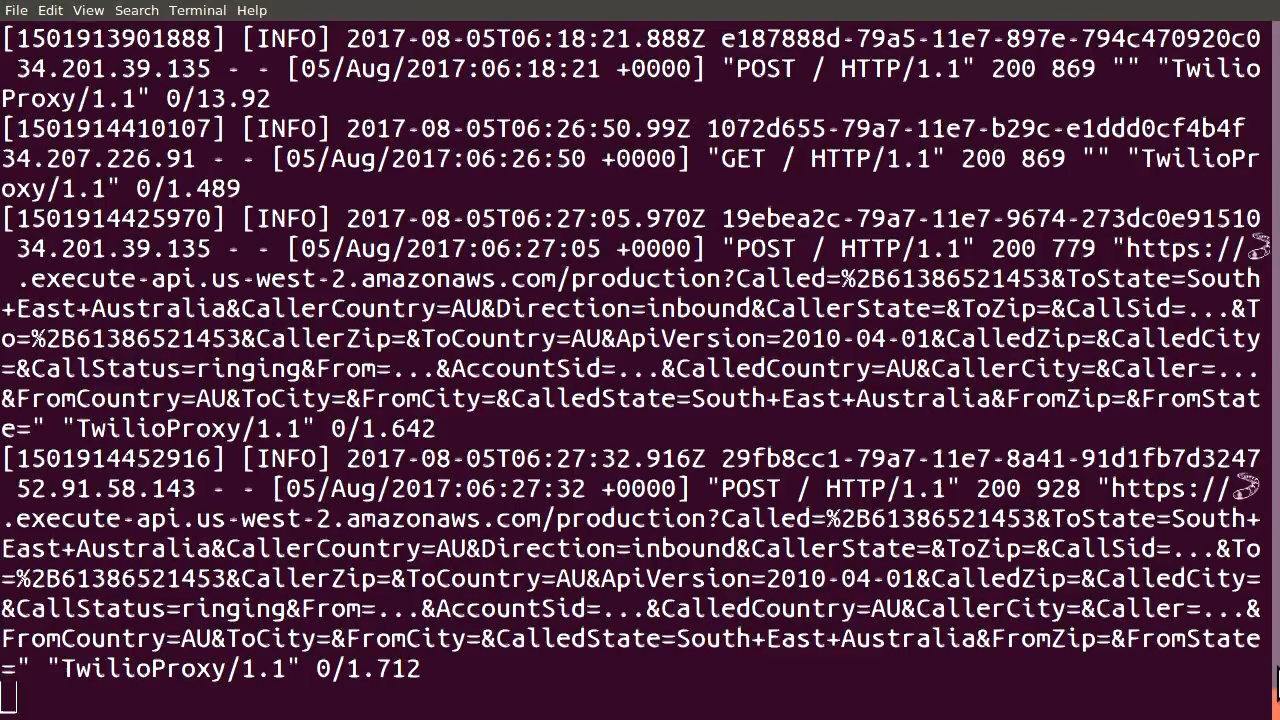 File Edit View Search Terminal Help
[1501913901888] [INFO] 2017-08-05T06:18:21.888Z e187888d-79a5-11e7-897e-794c470920c0
34.201.39.135 - - [05/Aug/2017:06:18:21 +0000] "POST / HTTP/1.1" 200 869 "" "Twilio
Proxy/1.1" 0/13.92
[1501914410107] [INFO] 2017-08-05T06:26:50.99Z 1072d655-79a7-11e7-b29c-e1ddd0cf4b4f
34.207.226.91 - - [05/Aug/2017:06:26:50 +0000] "GET / HTTP/1.1" 200 869 "" "TwilioPr
oxy/1.1" 0/1.489
[1501914425970] [INFO] 2017-08-05T06:27:05.970Z 19ebea2c-79a7-11e7-9674-273dc0e91510
34.201.39.135 - - [05/Aug/2017:06:27:05 +0000] "POST / HTTP/1.1" 200 779 "https://
.execute-api.us-west-2.amazonaws.com/production?Called=%2B61386521453&ToState=South
+East+Australia&CallerCountry=AU&Direction=inbound&CallerState=&ToZip=&CallSid=...&T
o=%2B61386521453&CallerZip=&ToCountry=AU&ApiVersion=2010-04-01&CalledZip=&CalledCity
=&CallStatus=ringing&From=...&AccountSid=...&CalledCountry=AU&CallerCity=&Caller=...
&FromCountry=AU&ToCity=&FromCity=&CalledState=South+East+Australia&FromZip=&FromStat
e=" "TwilioProxy/1.1" 0/1.642
[1501914452916] [INFO] 2017-08-05T06:27:32.916Z 29fb8cc1-79a7-11e7-8a41-91d1fb7d3247
52.91.58.143 - - [05/Aug/2017:06:27:32 +0000] "POST / HTTP/1.1" 200 928 "https://
.execute-api.us-west-2.amazonaws.com/production?Called=%2B61386521453&ToState=South+
East+Australia&CallerCountry=AU&Direction=inbound&CallerState=&ToZip=&CallSid=...&To
=%2B61386521453&CallerZip=&ToCountry=AU&ApiVersion=2010-04-01&CalledZip=&CalledCity=
&CallStatus=ringing&From=...&AccountSid=...&CalledCountry=AU&CallerCity=&Caller=...&
FromCountry=AU&ToCity=&FromCity=&CalledState=South+East+Australia&FromZip=&FromState
=" "TwilioProxy/1.1" 0/1.712